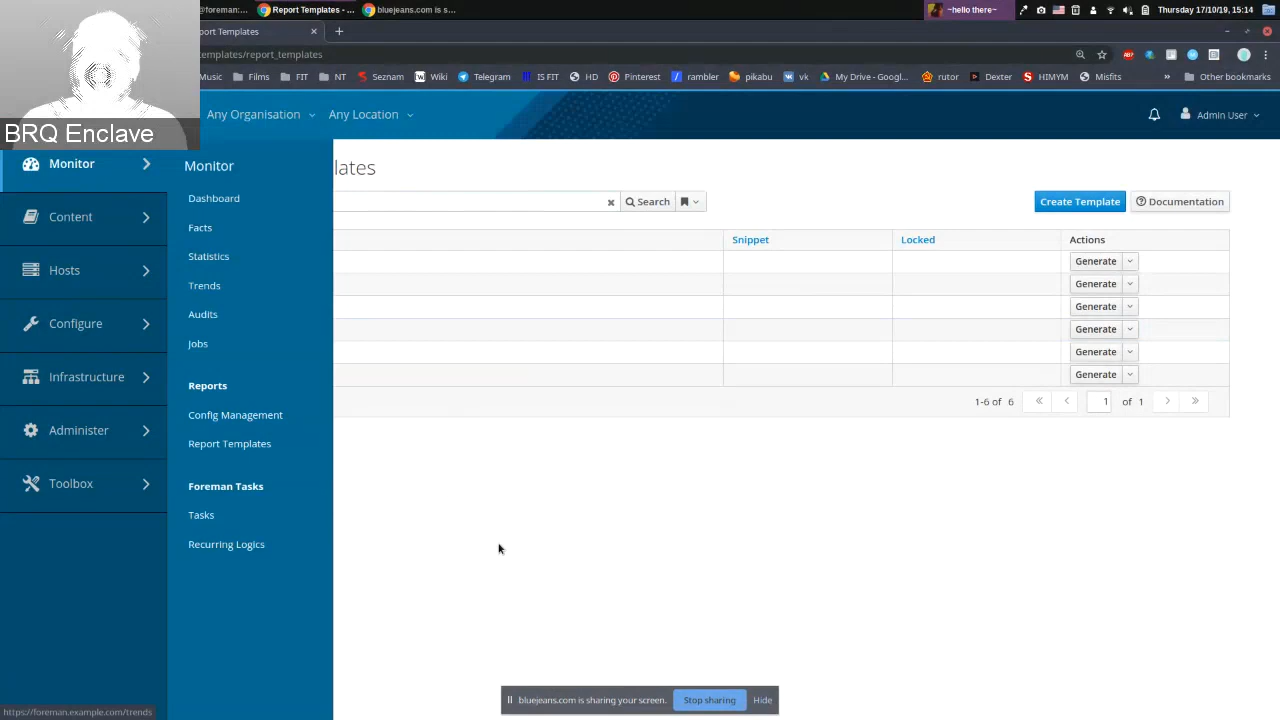 @foreman:...
Report Templates - ...
bluejeans.com is s...
~hello there~
Thursday 17/10/19, 15:14
port Templates
templates/report_templates
Music
Films
FIT
NT
Seznam
Wiki
Telegram
IS FIT
HD
Pinterest
rambler
pikabu
vk
My Drive - Googl...
rutor
Dexter
HIMYM
Misfits
»
Other bookmarks
BRQ Enclave
Any Organisation
Any Location
Admin User
Monitor
Content
Hosts
Configure
Infrastructure
Administer
Toolbox
Monitor
Dashboard
Facts
Statistics
Trends
Audits
Jobs
Reports
Config Management
Report Templates
Foreman Tasks
Tasks
Recurring Logics
lates
Search
Create Template
Documentation
Snippet
Locked
Actions
Generate
Generate
Generate
Generate
Generate
Generate
1-6 of 6
1 of 1
bluejeans.com is sharing your screen.
Stop sharing
Hide
https://foreman.example.com/trends